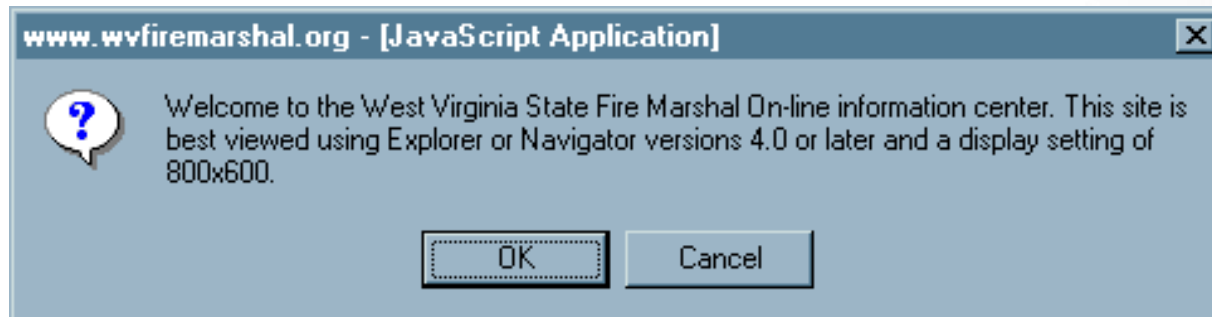 www.wvfiremarshal.org - [JavaScript Application]
Welcome to the West Virginia State Fire Marshal On-line information center. This site is
best viewed using Explorer or Navigator versions 4.0 or later and a display setting of
800x600.
OK Cancel